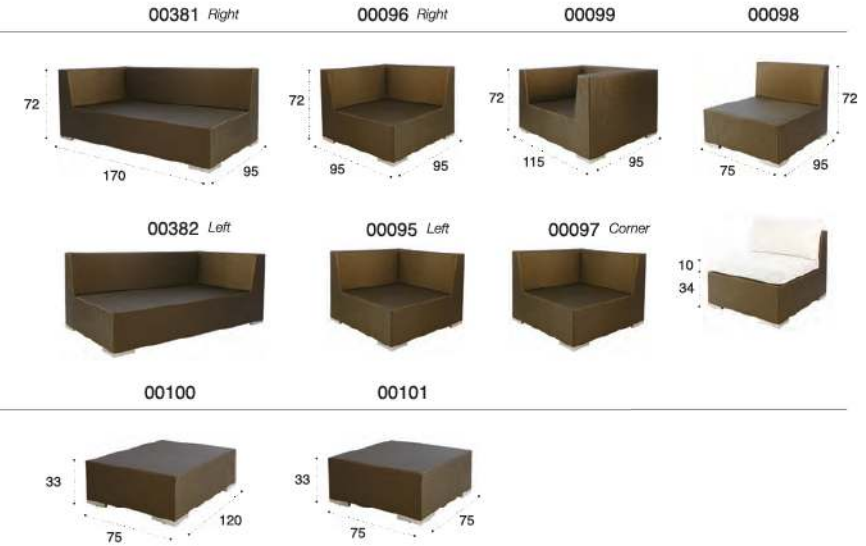 00381 Right 00096 Right 00099 00098
72 72 72 72
170 95 95 95 115 95 75 95
00382 Left 00095 Left 00097 Corner
10
34
00100 00101
33 33
75 120 75 75